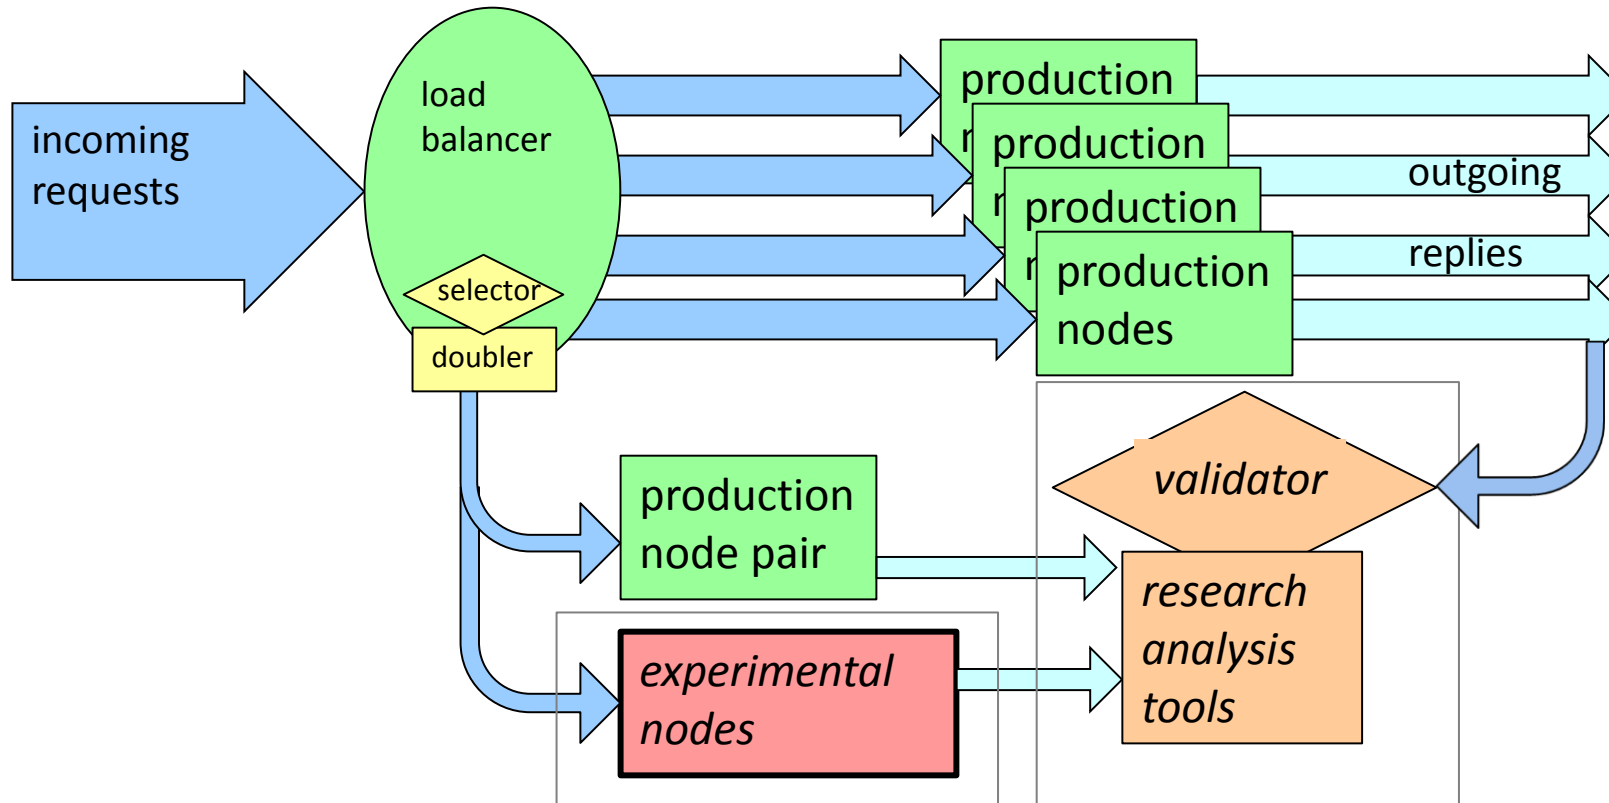 incoming
requests
load
balancer
selector
doubler
production
production
production
production
nodes
outgoing
replies
production
node pair
experimental
nodes
validator
research
analysis
tools